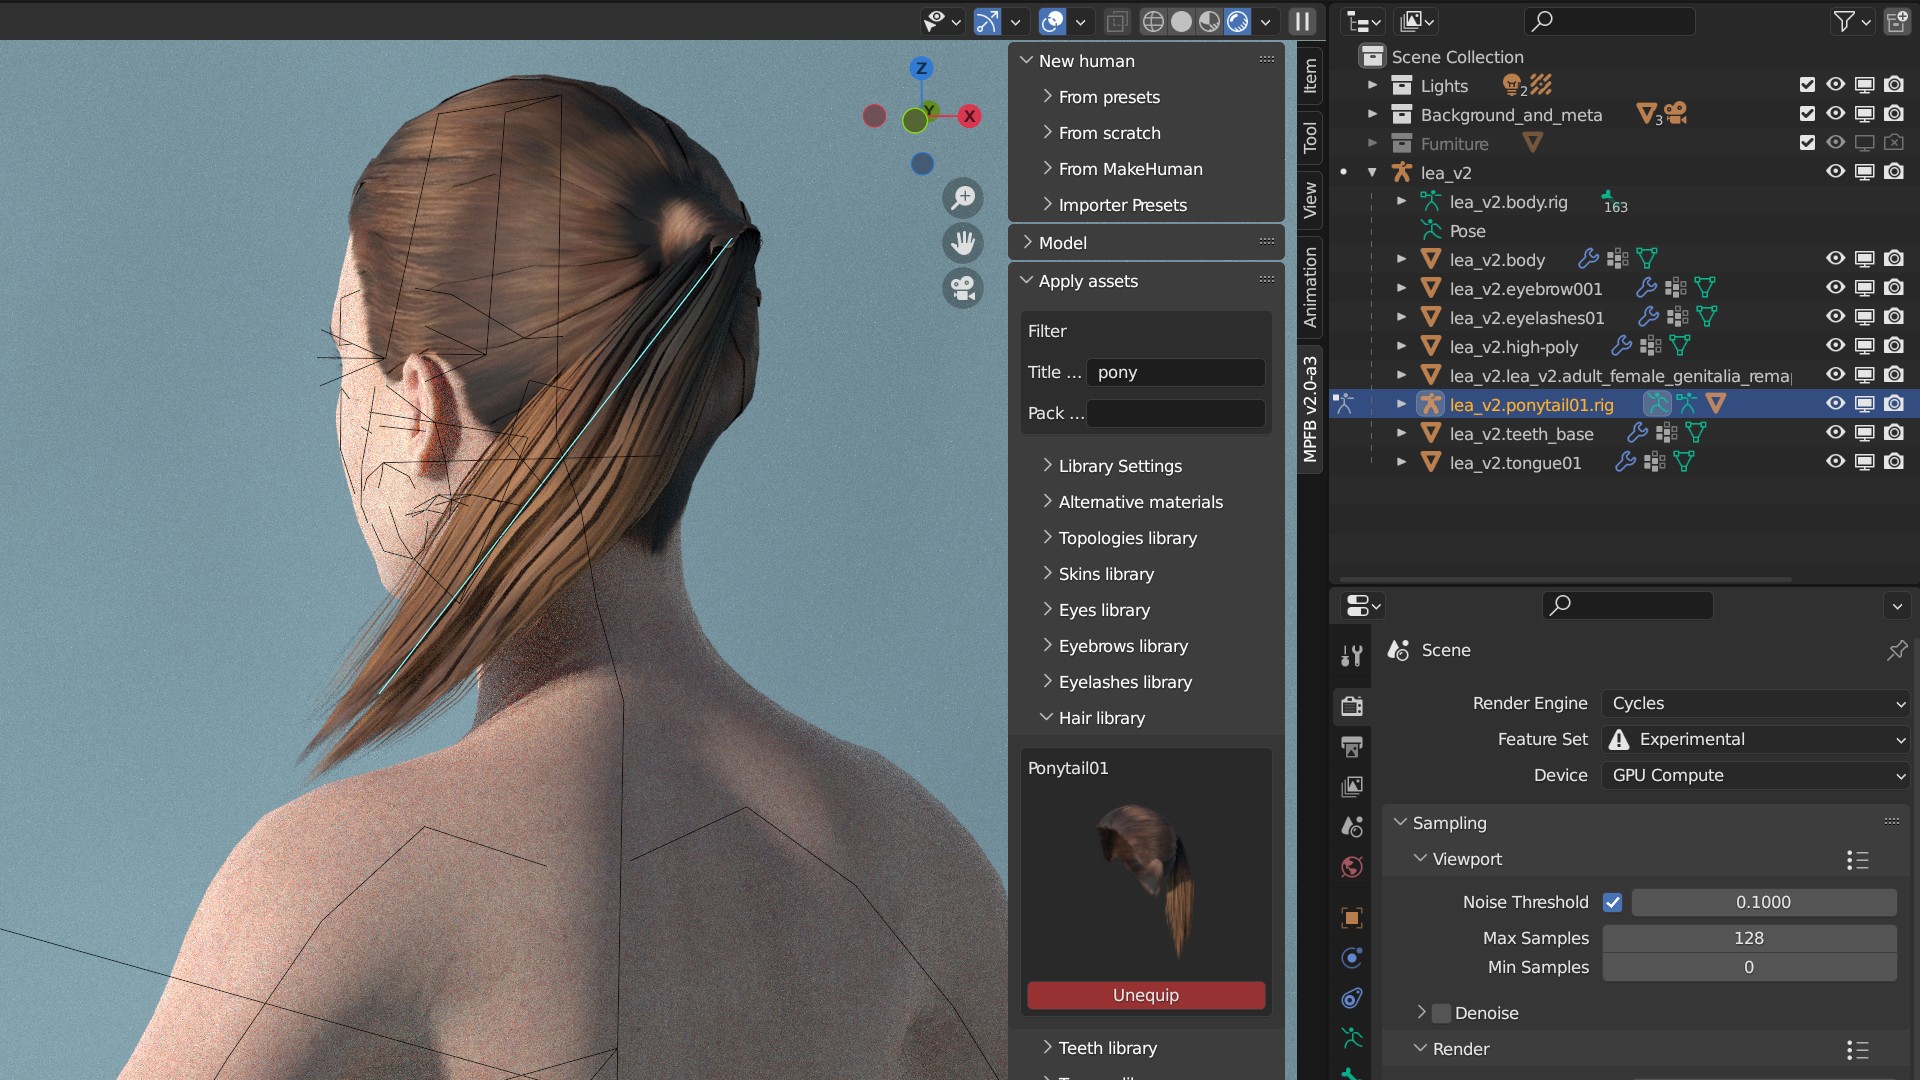 Z
Y
X
New human
From presets
From scratch
From MakeHuman
Importer Presets
Model
Apply assets
Filter
Title ...
pony
Pack ...
Library Settings
Alternative materials
Topologies library
Skins library
Eyes library
Eyebrows library
Eyelashes library
Hair library
Ponytail01
Unequip
Teeth library
Item
Tool
View
Animation
MPFB v2.0-a3
Scene Collection
Lights
2
Background_and_meta
3
Furniture
lea_v2
lea_v2.body.rig
163
Pose
lea_v2.body
lea_v2.eyebrow001
lea_v2.eyelashes01
lea_v2.high-poly
lea_v2.lea_v2.adult_female_genitalia_rema
lea_v2.ponytail01.rig
lea_v2.teeth_base
lea_v2.tongue01
Scene
Render Engine
Cycles
Feature Set
Experimental
Device
GPU Compute
Sampling
Viewport
Noise Threshold
0.1000
Max Samples
128
Min Samples
0
Denoise
Render